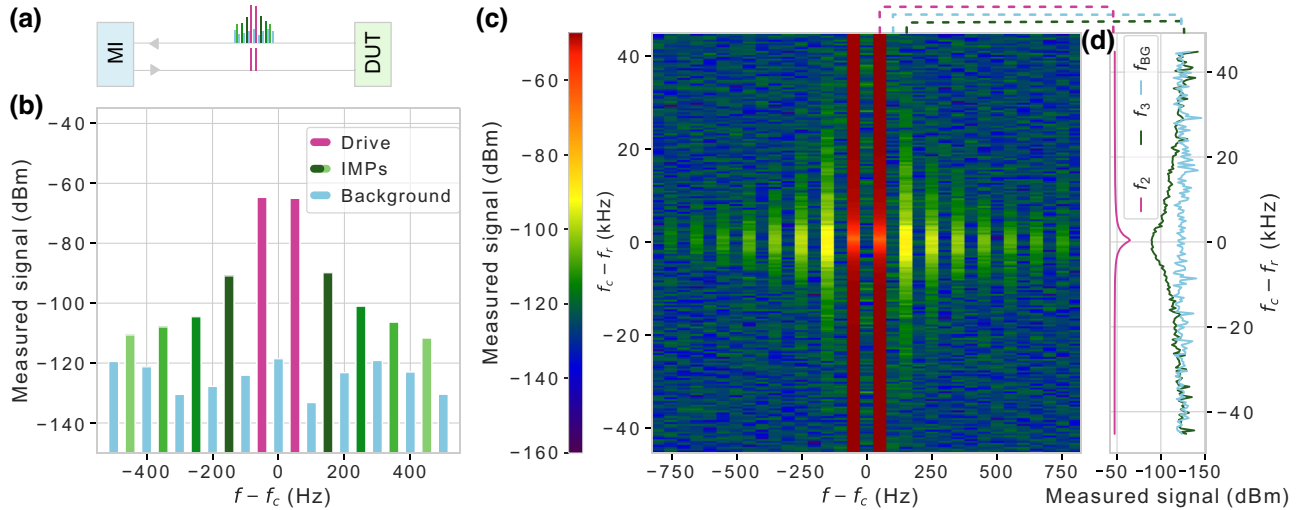 (a)
MI
DUT
(b)
Measured signal (dBm)
−40
−60
−80
−100
−120
−140
Drive
IMPs
Background
−400
−200
0
200
400
f − f_c (Hz)
(c)
Measured signal (dBm)
−60
−80
−100
−120
−140
−160
f_c − f_r (kHz)
40
20
0
−20
−40
−750
−500
−250
0
250
500
750
f − f_c (Hz)
(d)
f_2
f_3
f_BG
40
20
0
−20
−40
f_c − f_r (kHz)
-50
-100
-150
Measured signal (dBm)